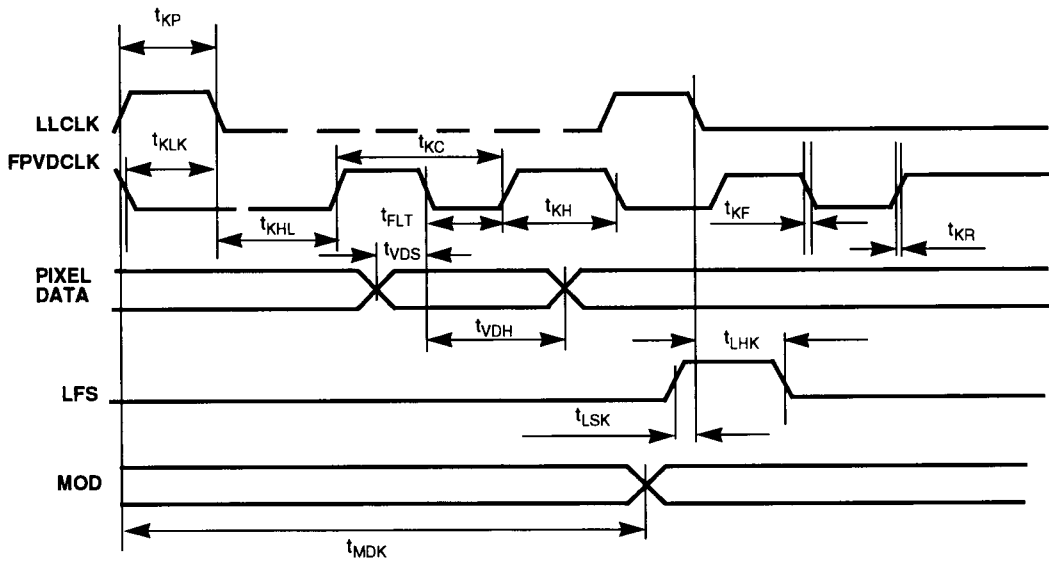 tKP
LLCLK
tKLK
tKC
FPVDCLK
tKHL
tFLT
tKH
tKF
tKR
tVDS
PIXEL
DATA
tVDH
tLHK
LFS
tLSK
MOD
tMDK